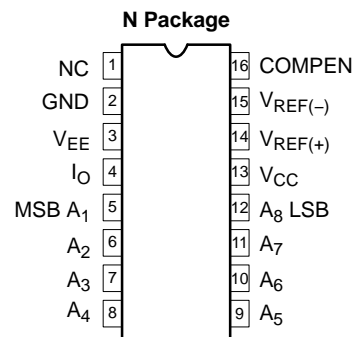 N Package
NC 1 16 COMPEN
GND 2 15 VREF(−)
VEE 3 14 VREF(+)
IO 4 13 VCC
MSB A1 5 12 A8 LSB
A2 6 11 A7
A3 7 10 A6
A4 8 9 A5